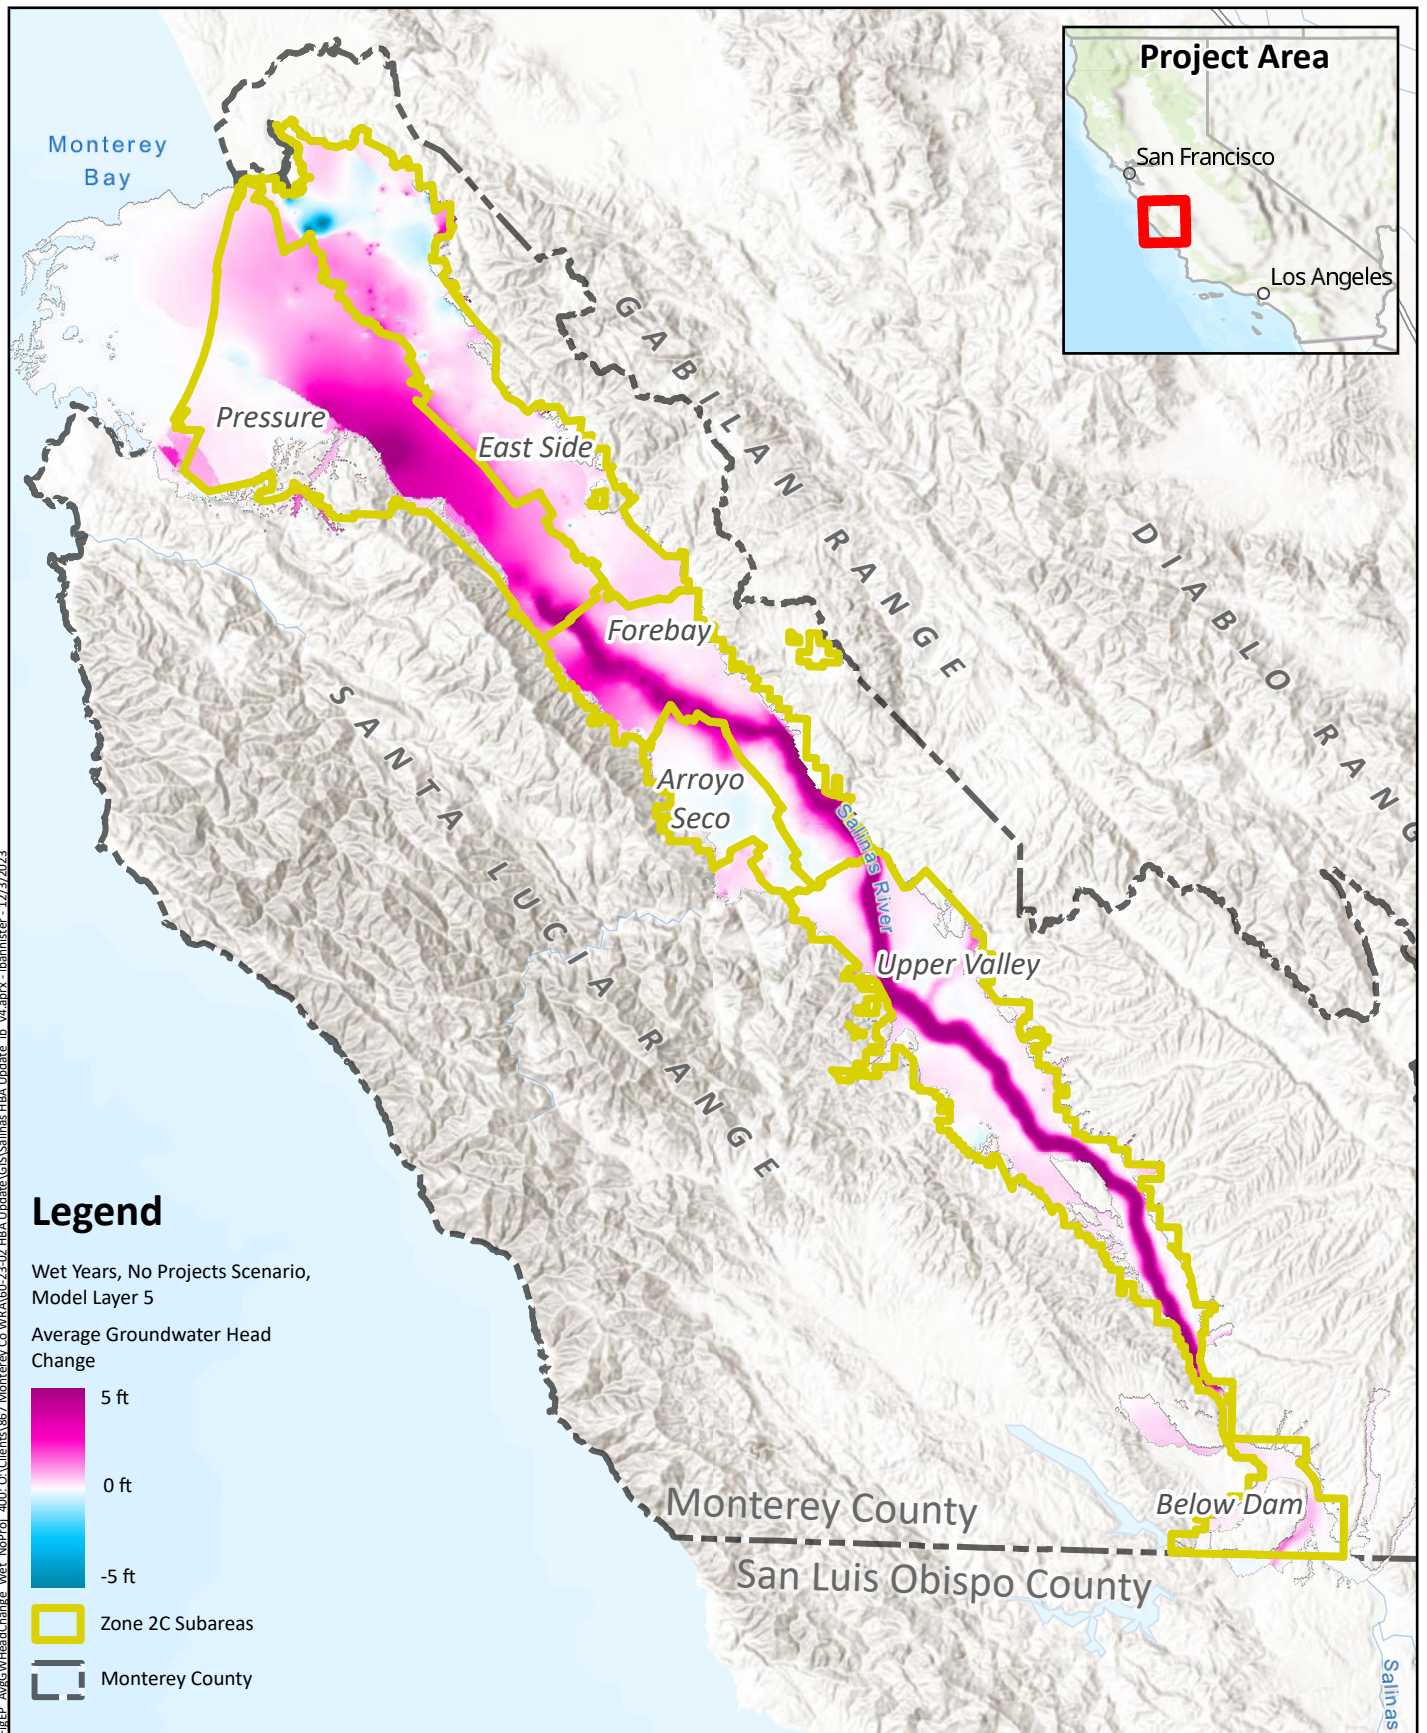 Project Area
San Francisco
Los Angeles
Monterey
Bay
GABILAN RANGE
DIABLO RANG
Pressure
East Side
Forebay
Arroyo
Seco
Salinas River
Upper Valley
SANTA LUCIA RANGE
Below Dam
Monterey County
San Luis Obispo County
Salinas
Legend
Wet Years, No Projects Scenario,
Model Layer 5
Average Groundwater Head
Change
5 ft
0 ft
-5 ft
Zone 2C Subareas
Monterey County